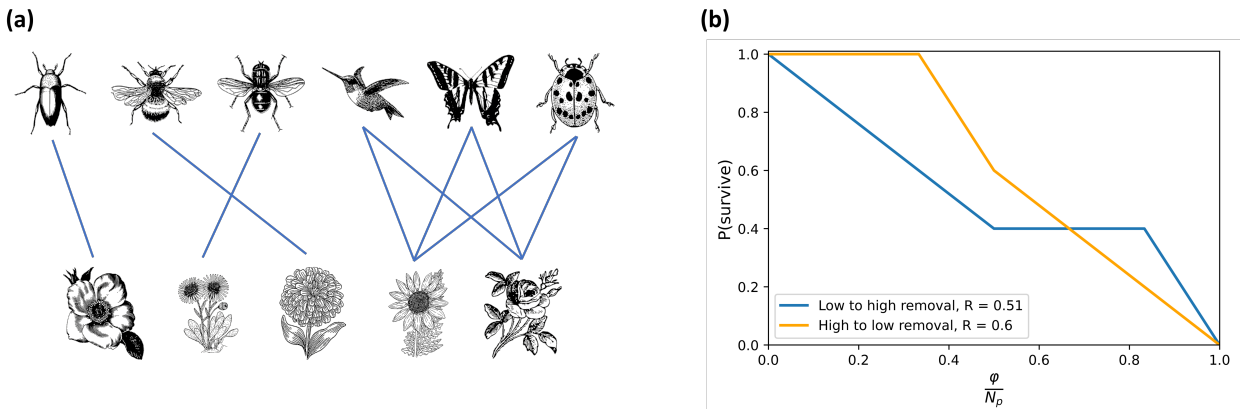 (a)
(b)
1.0
0.8
0.6
0.4
0.2
0.0
P(survive)
Low to high removal, R = 0.51
High to low removal, R = 0.6
0.0 0.2 0.4 0.6 0.8 1.0
φ
N_p